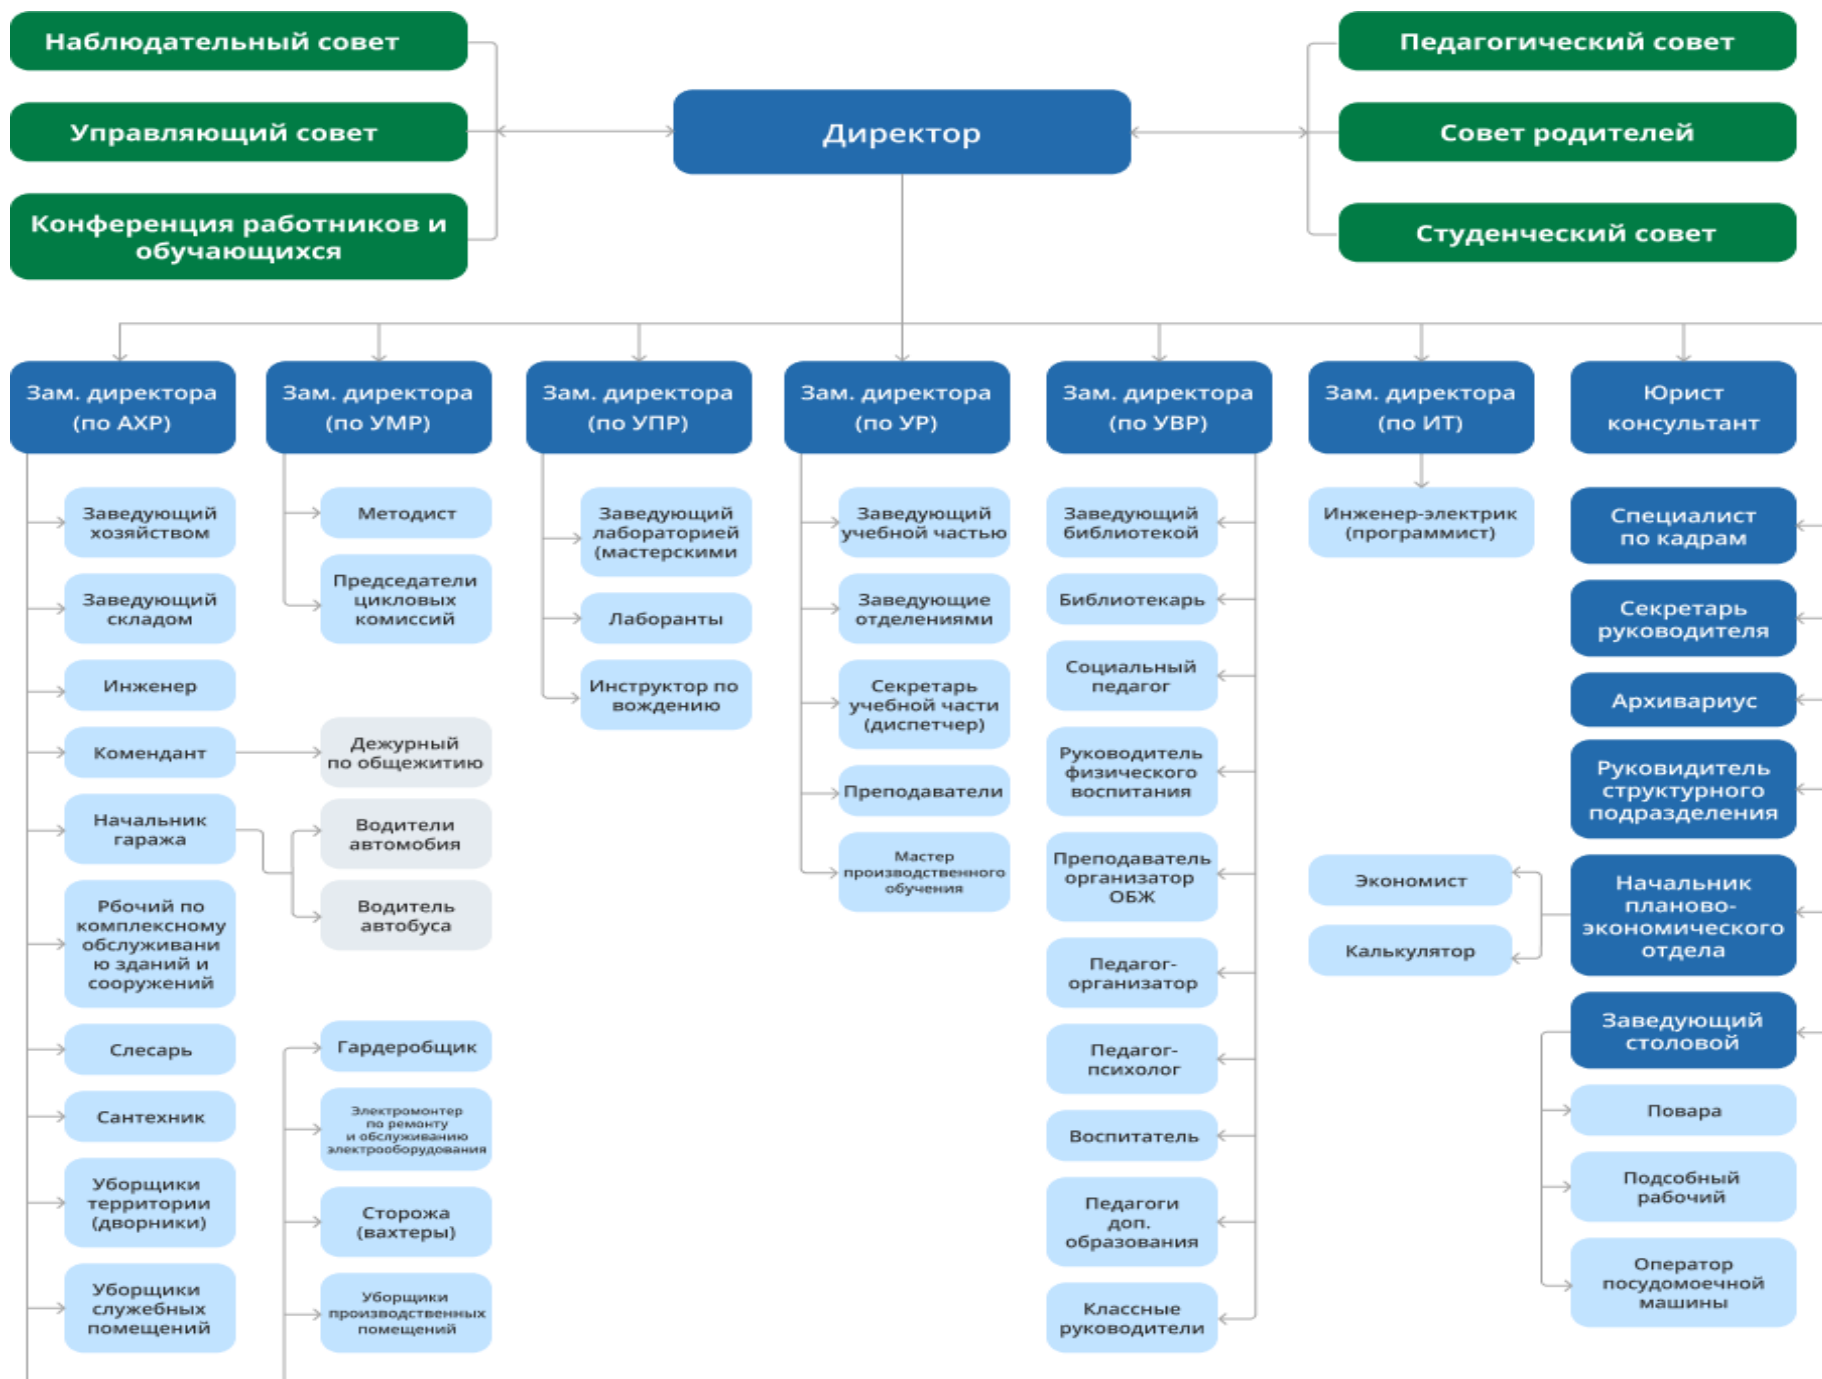 Наблюдательный совет
Управляющий совет
Конференция работников и
обучающихся
Директор
Педагогический совет
Совет родителей
Студенческий совет
Зам. директора
(по АХР)
Заведующий
хозяйством
Заведующий
складом
Инженер
Комендант
Начальник
гаража
Рбочий по
комплексному
обслуживани
ю зданий и
сооружений
Слесарь
Сантехник
Уборщики
территории
(дворники)
Уборщики
служебных
помещений
Зам. директора
(по УМР)
Методист
Председатели
цикловых
комиссий
Дежурный
по общежитию
Водители
автомобия
Водитель
автобуса
Гардеробщик
Электромонтер
по ремонту
и обслуживанию
электрооборудования
Сторожа
(вахтеры)
Уборщики
производственных
помещений
Зам. директора
(по УПР)
Заведующий
лабораторией
(мастерскими
Лаборанты
Инструктор по
вождению
Зам. директора
(по УР)
Заведующий
учебной частью
Заведующие
отделениями
Секретарь
учебной части
(диспетчер)
Преподаватели
Мастер
производственного
обучения
Зам. директора
(по УВР)
Заведующий
библиотекой
Библиотекарь
Социальный
педагог
Руководитель
физического
воспитания
Преподаватель
организатор
ОБЖ
Педагог-
организатор
Педагог-
психолог
Воспитатель
Педагоги
доп.
образования
Классные
руководители
Зам. директора
(по ИТ)
Инженер-электрик
(программист)
Экономист
Калькулятор
Юрист
консультант
Специалист
по кадрам
Секретарь
руководителя
Архивариус
Руковидитель
структурного
подразделения
Начальник
планово-
экономического
отдела
Заведующий
столовой
Повара
Подсобный
рабочий
Оператор
посудомоечной
машины